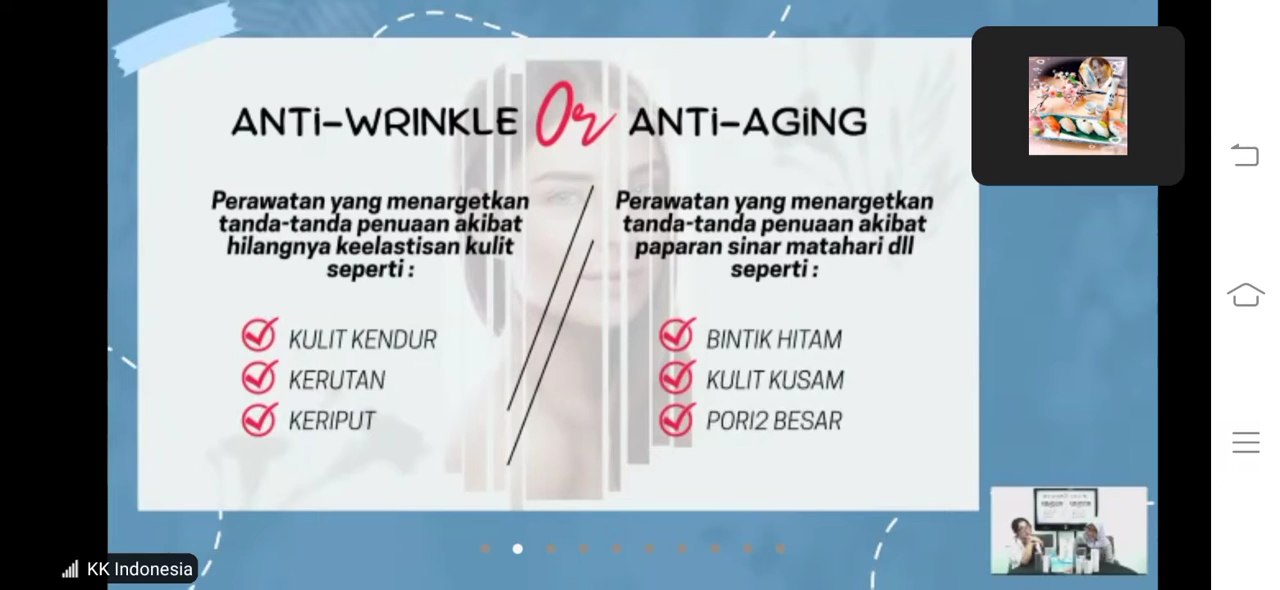 ANTi-WRINKLE Or ANTi-AGiNG
Perawatan yang menargetkan
tanda-tanda penuaan akibat
hilangnya keelastisan kulit
seperti :
KULIT KENDUR
KERUTAN
KERIPUT
Perawatan yang menargetkan
tanda-tanda penuaan akibat
paparan sinar matahari dll
seperti :
BINTIK HITAM
KULIT KUSAM
PORI2 BESAR
KK Indonesia